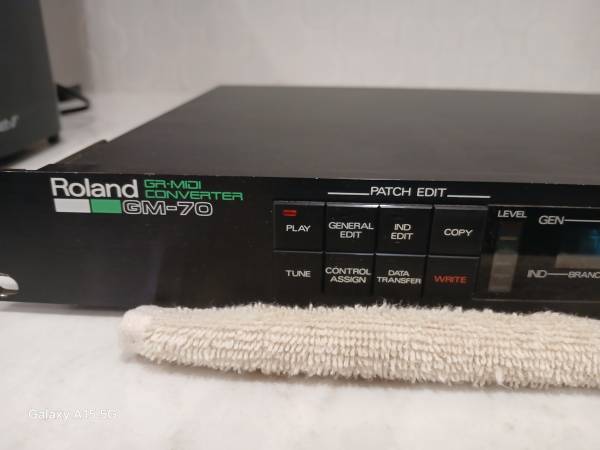 Roland GR-MIDI
CONVERTER
GM-70
PATCH EDIT
PLAY
GENERAL
EDIT
IND
EDIT
COPY
TUNE
CONTROL
ASSIGN
DATA
TRANSFER
WRITE
LEVEL
GEN
IND
BRANC
Galaxy A15 5G